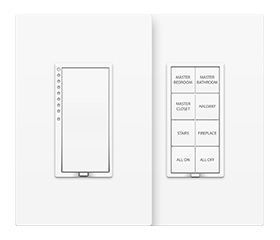 MASTER BEDROOM
MASTER BATHROOM
MASTER CLOSET
HALLWAY
STAIRS
FIREPLACE
ALL ON
ALL OFF